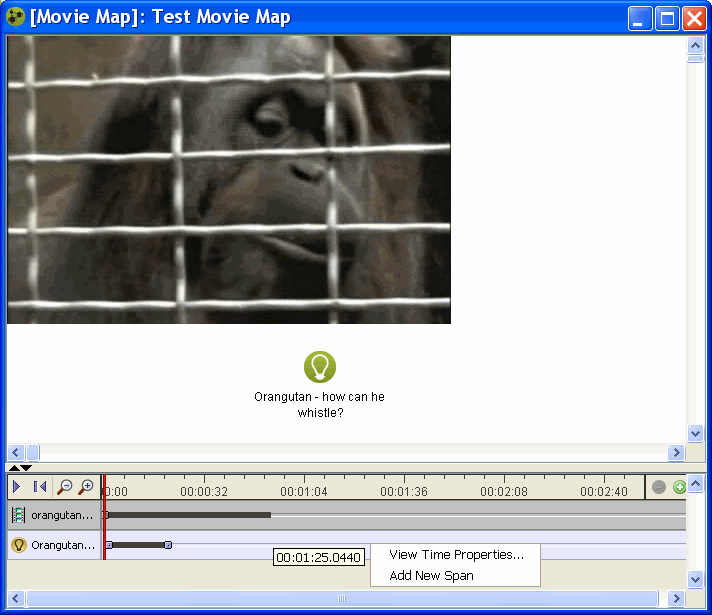 [Movie Map]: Test Movie Map
Orangutan - how can he
whistle?
0:00 00:00:32 00:01:04 00:01:36 00:02:08 00:02:40
orangutan...
Orangutan...
00:01:25.0440
View Time Properties...
Add New Span